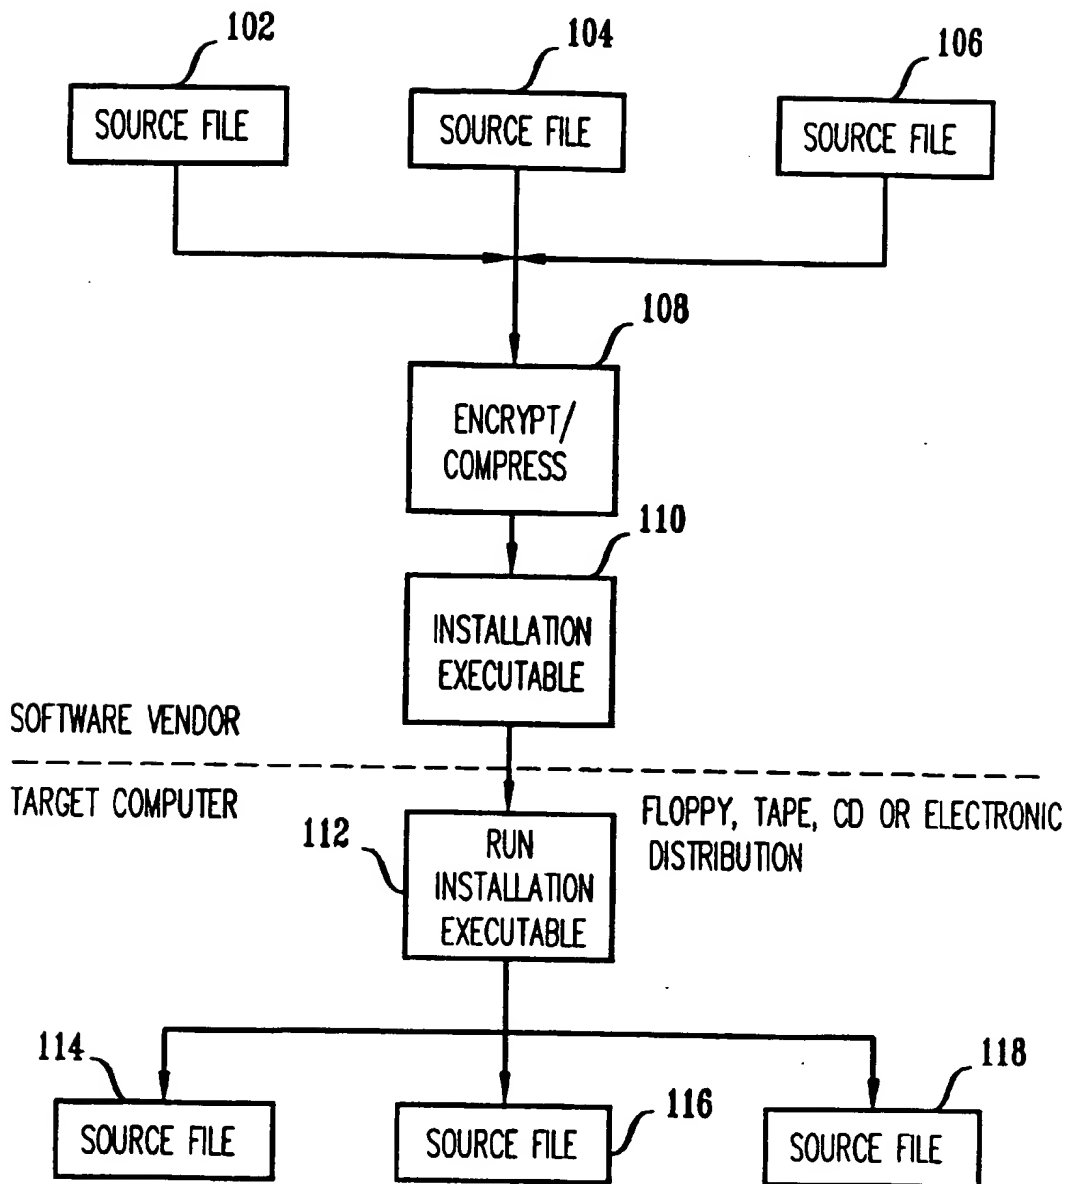 102
104
106
SOURCE FILE
SOURCE FILE
SOURCE FILE
108
ENCRYPT/
COMPRESS
110
INSTALLATION
EXECUTABLE
SOFTWARE VENDOR
TARGET COMPUTER
FLOPPY, TAPE, CD OR ELECTRONIC
DISTRIBUTION
112
RUN
INSTALLATION
EXECUTABLE
114
116
118
SOURCE FILE
SOURCE FILE
SOURCE FILE